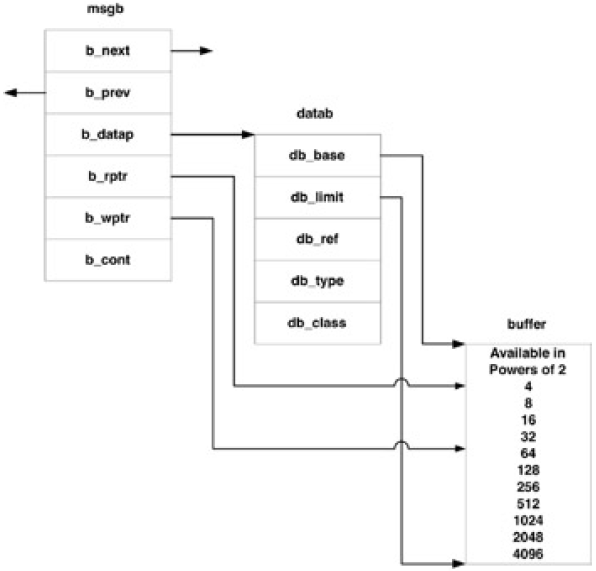 msgb
b_next
b_prev
b_datap
b_rptr
b_wptr
b_cont
datab
db_base
db_limit
db_ref
db_type
db_class
buffer
Available in
Powers of 2
4
8
16
32
64
128
256
512
1024
2048
4096